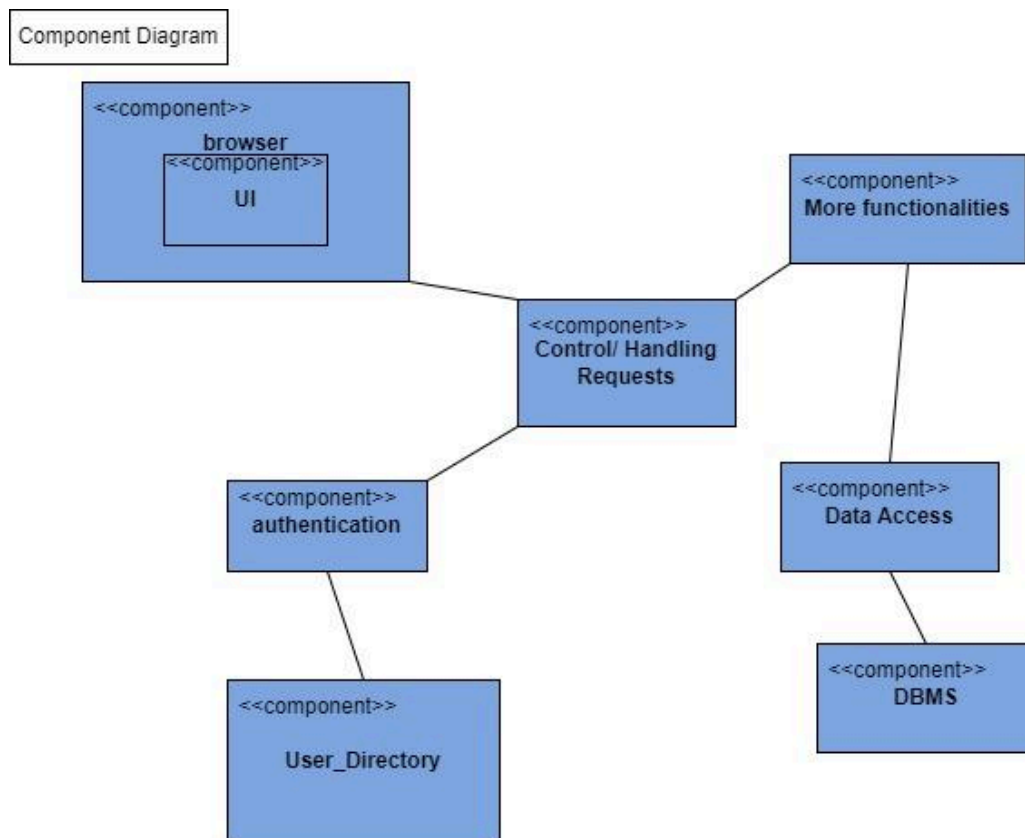 Component Diagram
<<component>>
browser
<<component>>
UI
<<component>>
More functionalities
<<component>>
Control/ Handling
Requests
<<component>>
authentication
<<component>>
Data Access
<<component>>
DBMS
<<component>>
User_Directory